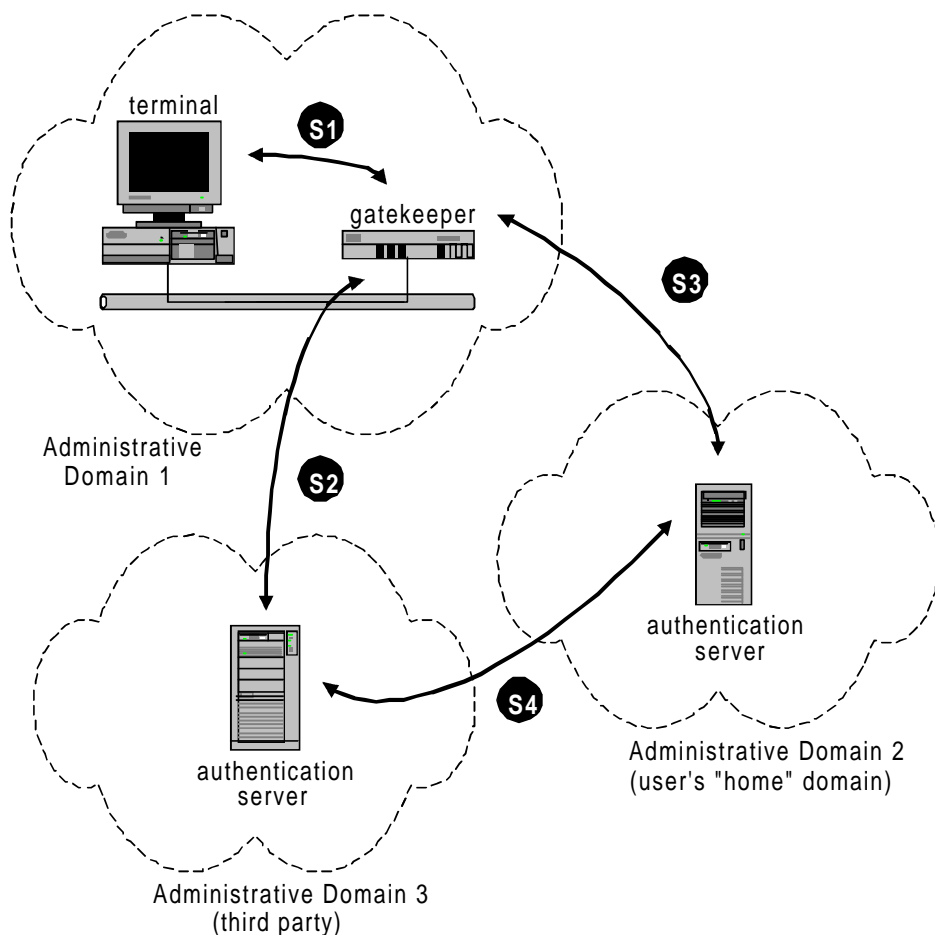 terminal
S1
gatekeeper
S3
Administrative
Domain 1
S2
authentication
server
S4
authentication
server
Administrative Domain 2
(user's "home" domain)
Administrative Domain 3
(third party)